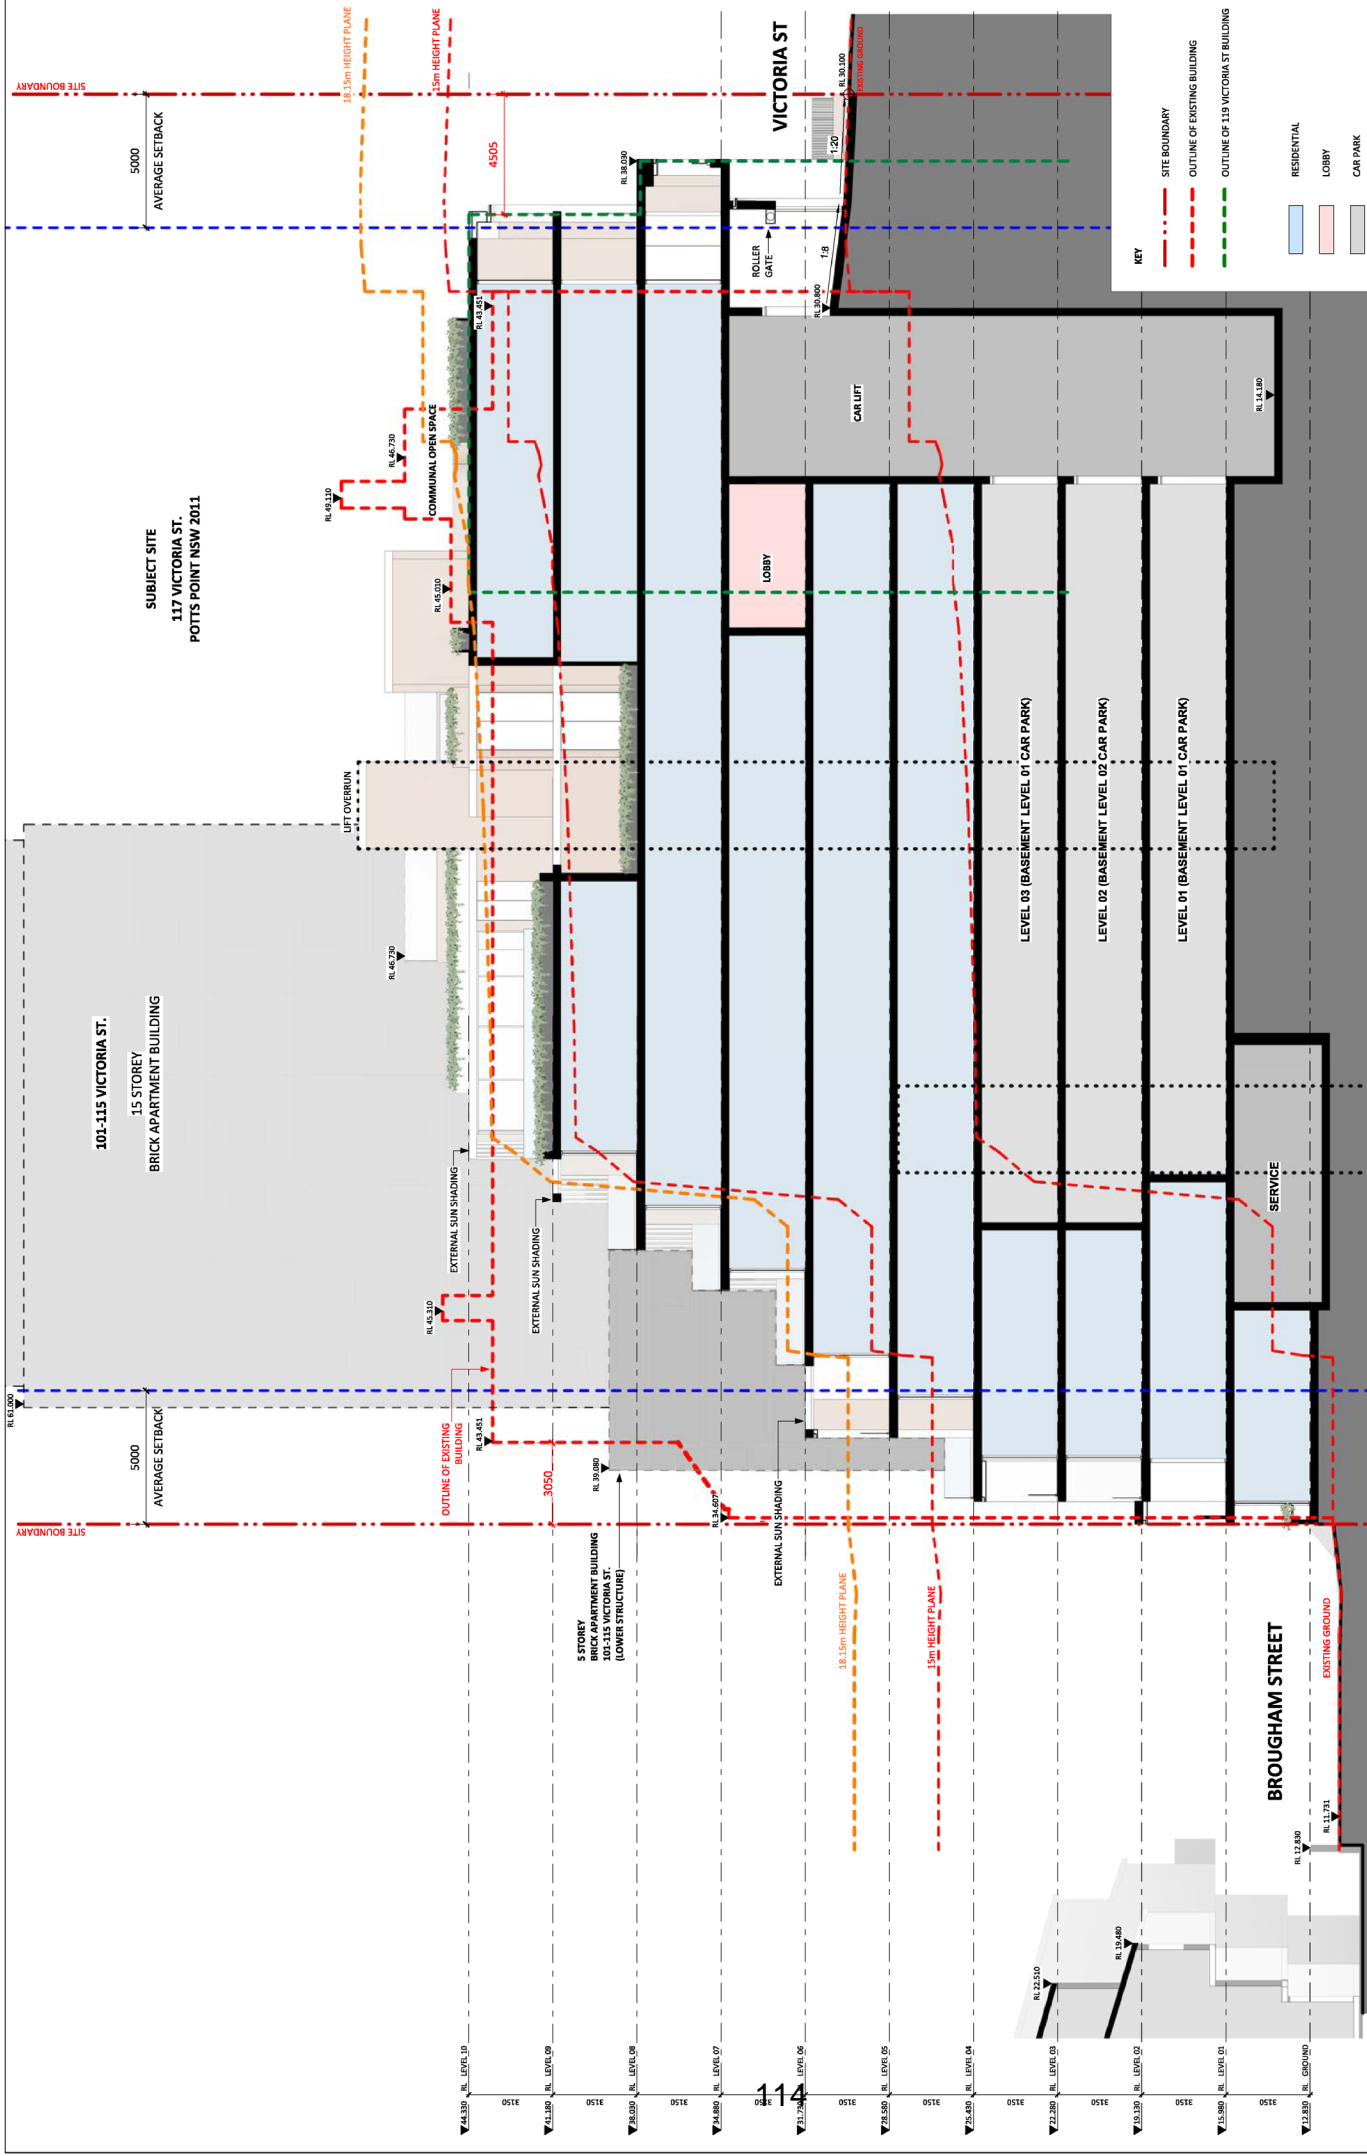 SITE BOUNDARY
5000
AVERAGE SETBACK
RL 61.000
101-115 VICTORIA ST.
15 STOREY
BRICK APARTMENT BUILDING
SUBJECT SITE
117 VICTORIA ST.
POTTS POINT NSW 2011
5000
AVERAGE SETBACK
SITE BOUNDARY
18.15m HEIGHT PLANE
15m HEIGHT PLANE
LIFT OVERRUN
RL 49.110
RL 46.730
RL 46.730
COMMUNAL OPEN SPACE
RL 45.010
RL 45.310
EXTERNAL SUN SHADING
OUTLINE OF EXISTING
BUILDING
RL 43.451
RL 43.451
4505
3050
EXTERNAL SUN SHADING
RL 39.080
RL 38.030
5 STOREY
BRICK APARTMENT BUILDING
101-115 VICTORIA ST.
(LOWER STRUCTURE)
RL 34.607
EXTERNAL SUN SHADING
ROLLER
GATE
VICTORIA ST
LOBBY
1:8
1:20
RL 30.800
RL 30.100
EXISTING GROUND
CAR LIFT
18.15m HEIGHT PLANE
15m HEIGHT PLANE
LEVEL 03 (BASEMENT LEVEL 01 CAR PARK)
LEVEL 02 (BASEMENT LEVEL 02 CAR PARK)
LEVEL 01 (BASEMENT LEVEL 01 CAR PARK)
RL 14.180
SERVICE
BROUGHAM STREET
EXISTING GROUND
RL 11.731
RL 12.830
RL 19.480
RL 22.510
KEY
SITE BOUNDARY
OUTLINE OF EXISTING BUILDING
OUTLINE OF 119 VICTORIA ST BUILDING
RESIDENTIAL
LOBBY
CAR PARK
44.330 RL LEVEL 10
3150
41.180 RL LEVEL 09
3150
38.030 RL LEVEL 08
3150
34.880 RL LEVEL 07
3150
31.730 RL LEVEL 06
3150
28.580 RL LEVEL 05
3150
25.430 RL LEVEL 04
3150
22.280 RL LEVEL 03
3150
19.130 RL LEVEL 02
3150
15.980 RL LEVEL 01
3150
12.830 RL GROUND
114